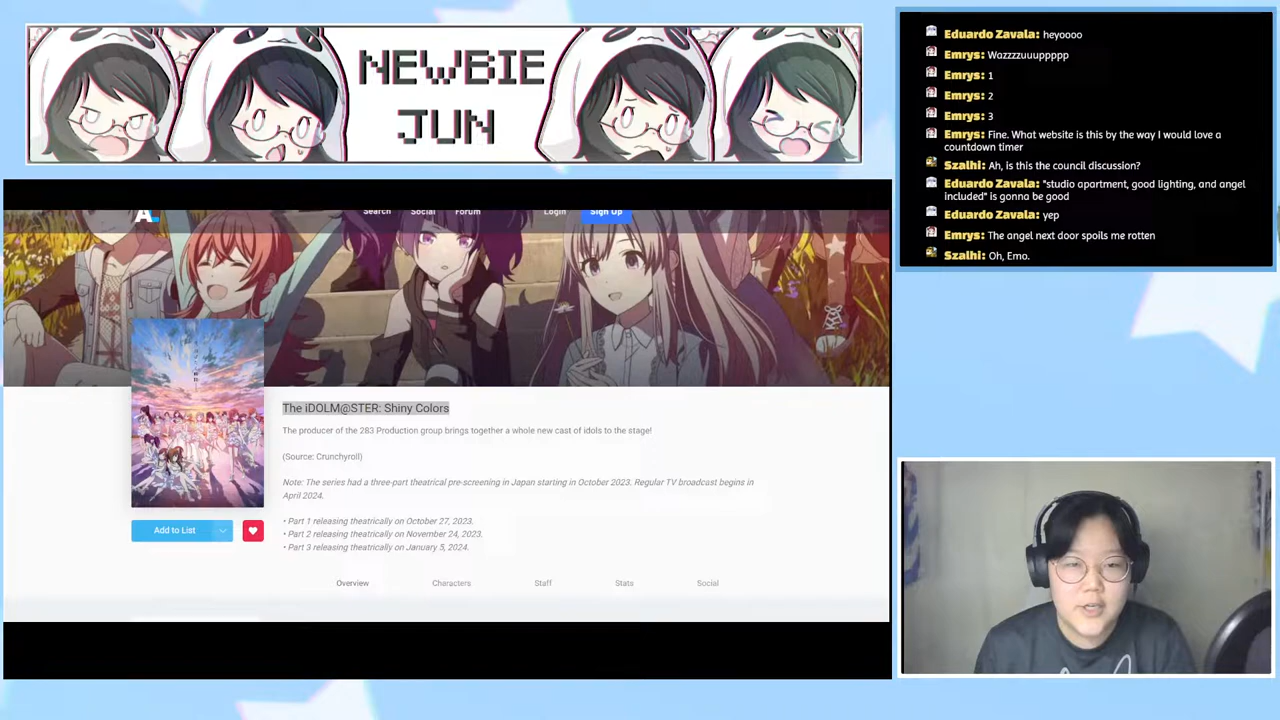 NEWBIE
JUN
A
Search Social Forum Login Sign Up
The iDOLM@STER: Shiny Colors
The producer of the 283 Production group brings together a whole new cast of idols to the stage!
(Source: Crunchyroll)
Note: The series had a three-part theatrical pre-screening in Japan starting in October 2023. Regular TV broadcast begins in
April 2024.
• Part 1 releasing theatrically on October 27, 2023.
• Part 2 releasing theatrically on November 24, 2023.
• Part 3 releasing theatrically on January 5, 2024.
Add to List
Overview Characters Staff Stats Social
Eduardo Zavala: heyoooo
Emrys: Wazzzzuuuppppp
Emrys: 1
Emrys: 2
Emrys: 3
Emrys: Fine. What website is this by the way I would love a
countdown timer
Szalhi: Ah, is this the council discussion?
Eduardo Zavala: "studio apartment, good lighting, and angel
included" is gonna be good
Eduardo Zavala: yep
Emrys: The angel next door spoils me rotten
Szalhi: Oh, Emo.